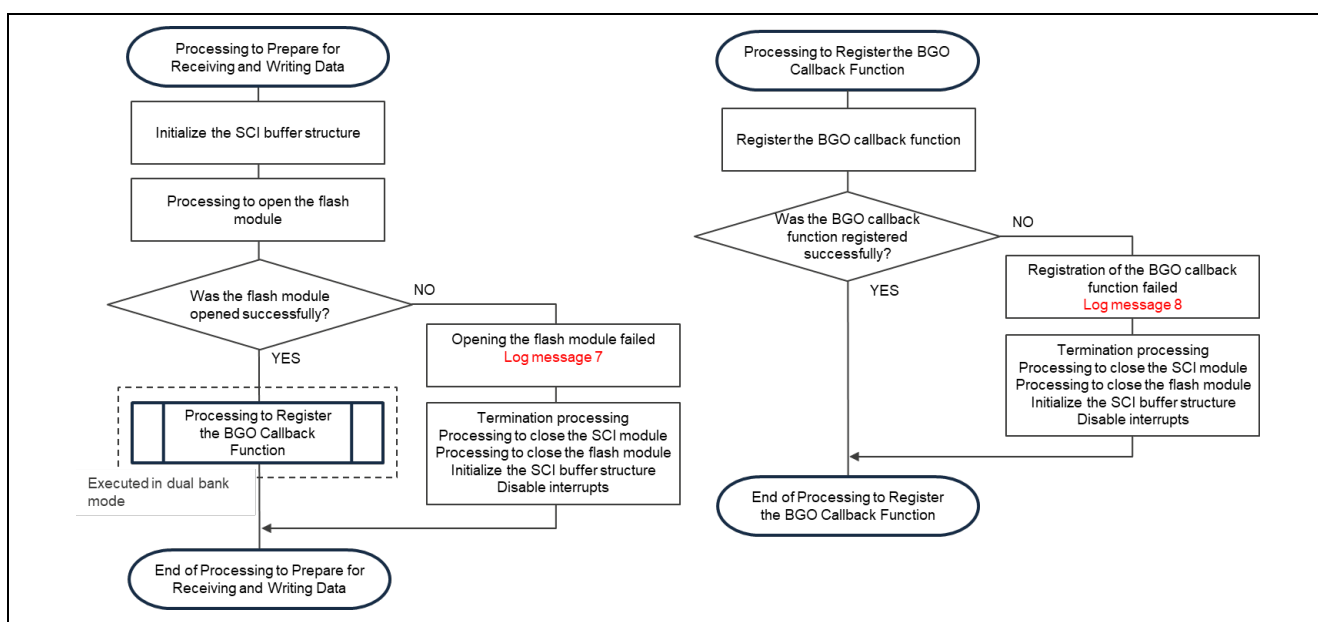 Processing to Prepare for
Receiving and Writing Data
Initialize the SCI buffer structure
Processing to open the flash
module
Was the flash module
opened successfully?
NO
YES
Opening the flash module failed
Log message 7
Processing to Register
the BGO Callback
Function
Executed in dual bank
mode
Termination processing
Processing to close the SCI module
Processing to close the flash module
Initialize the SCI buffer structure
Disable interrupts
End of Processing to Prepare for
Receiving and Writing Data
Processing to Register the BGO
Callback Function
Register the BGO callback function
Was the BGO callback
function registered
successfully?
NO
YES
Registration of the BGO callback
function failed
Log message 8
Termination processing
Processing to close the SCI module
Processing to close the flash module
Initialize the SCI buffer structure
Disable interrupts
End of Processing to Register
the BGO Callback Function